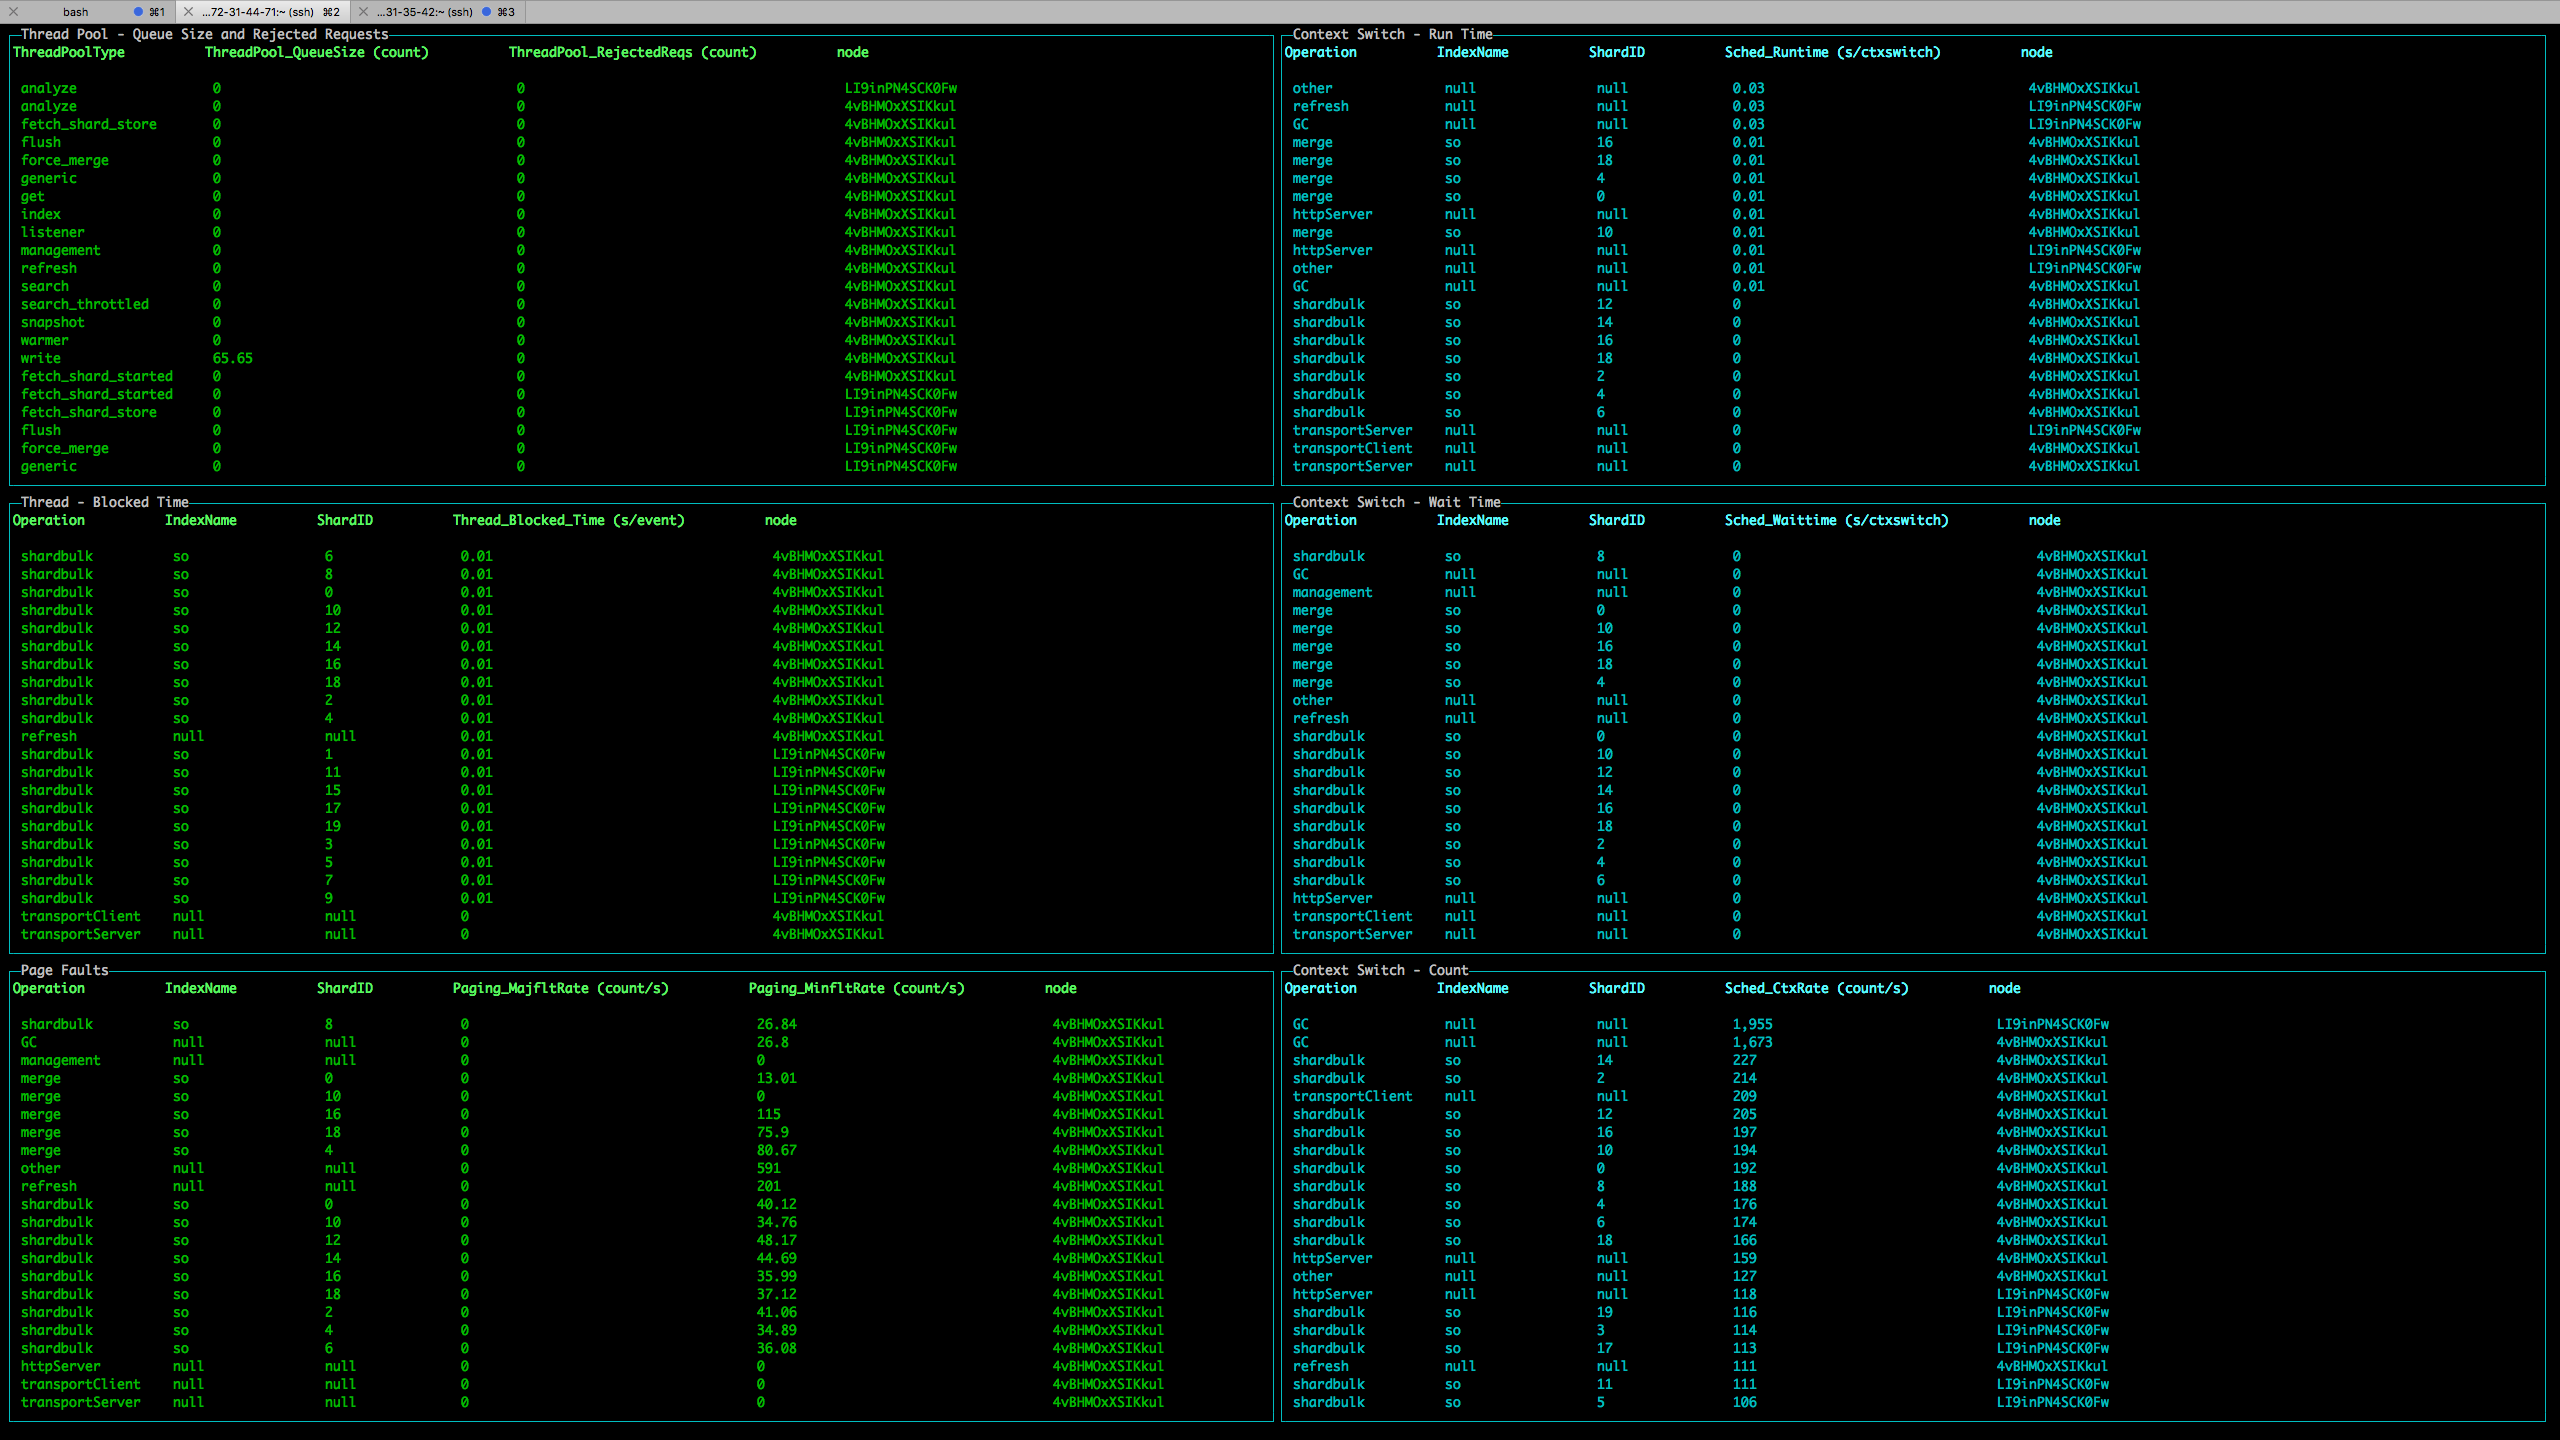 bash ⌘1 ...72-31-44-71:~ (ssh) ⌘2 ...31-35-42:~ (ssh) ⌘3
Thread Pool - Queue Size and Rejected Requests
ThreadPoolType ThreadPool_QueueSize (count) ThreadPool_RejectedReqs (count) node
analyze 0 0 LI9inPN4SCK0Fw
analyze 0 0 4vBHMOxXSIKkul
fetch_shard_store 0 0 4vBHMOxXSIKkul
flush 0 0 4vBHMOxXSIKkul
force_merge 0 0 4vBHMOxXSIKkul
generic 0 0 4vBHMOxXSIKkul
get 0 0 4vBHMOxXSIKkul
index 0 0 4vBHMOxXSIKkul
listener 0 0 4vBHMOxXSIKkul
management 0 0 4vBHMOxXSIKkul
refresh 0 0 4vBHMOxXSIKkul
search 0 0 4vBHMOxXSIKkul
search_throttled 0 0 4vBHMOxXSIKkul
snapshot 0 0 4vBHMOxXSIKkul
warmer 0 0 4vBHMOxXSIKkul
write 65.65 0 4vBHMOxXSIKkul
fetch_shard_started 0 0 4vBHMOxXSIKkul
fetch_shard_started 0 0 LI9inPN4SCK0Fw
fetch_shard_store 0 0 LI9inPN4SCK0Fw
flush 0 0 LI9inPN4SCK0Fw
force_merge 0 0 LI9inPN4SCK0Fw
generic 0 0 LI9inPN4SCK0Fw
Context Switch - Run Time
Operation IndexName ShardID Sched_Runtime (s/ctxswitch) node
other null null 0.03 4vBHMOxXSIKkul
refresh null null 0.03 LI9inPN4SCK0Fw
GC null null 0.03 LI9inPN4SCK0Fw
merge so 16 0.01 4vBHMOxXSIKkul
merge so 18 0.01 4vBHMOxXSIKkul
merge so 4 0.01 4vBHMOxXSIKkul
merge so 0 0.01 4vBHMOxXSIKkul
httpServer null null 0.01 4vBHMOxXSIKkul
merge so 10 0.01 4vBHMOxXSIKkul
httpServer null null 0.01 LI9inPN4SCK0Fw
other null null 0.01 LI9inPN4SCK0Fw
GC null null 0.01 4vBHMOxXSIKkul
shardbulk so 12 0 4vBHMOxXSIKkul
shardbulk so 14 0 4vBHMOxXSIKkul
shardbulk so 16 0 4vBHMOxXSIKkul
shardbulk so 18 0 4vBHMOxXSIKkul
shardbulk so 2 0 4vBHMOxXSIKkul
shardbulk so 4 0 4vBHMOxXSIKkul
shardbulk so 6 0 4vBHMOxXSIKkul
transportServer null null 0 LI9inPN4SCK0Fw
transportClient null null 0 4vBHMOxXSIKkul
transportServer null null 0 4vBHMOxXSIKkul
Thread - Blocked Time
Operation IndexName ShardID Thread_Blocked_Time (s/event) node
shardbulk so 6 0.01 4vBHMOxXSIKkul
shardbulk so 8 0.01 4vBHMOxXSIKkul
shardbulk so 0 0.01 4vBHMOxXSIKkul
shardbulk so 10 0.01 4vBHMOxXSIKkul
shardbulk so 12 0.01 4vBHMOxXSIKkul
shardbulk so 14 0.01 4vBHMOxXSIKkul
shardbulk so 16 0.01 4vBHMOxXSIKkul
shardbulk so 18 0.01 4vBHMOxXSIKkul
shardbulk so 2 0.01 4vBHMOxXSIKkul
shardbulk so 4 0.01 4vBHMOxXSIKkul
refresh null null 0.01 4vBHMOxXSIKkul
shardbulk so 1 0.01 LI9inPN4SCK0Fw
shardbulk so 11 0.01 LI9inPN4SCK0Fw
shardbulk so 15 0.01 LI9inPN4SCK0Fw
shardbulk so 17 0.01 LI9inPN4SCK0Fw
shardbulk so 19 0.01 LI9inPN4SCK0Fw
shardbulk so 3 0.01 LI9inPN4SCK0Fw
shardbulk so 5 0.01 LI9inPN4SCK0Fw
shardbulk so 7 0.01 LI9inPN4SCK0Fw
shardbulk so 9 0.01 LI9inPN4SCK0Fw
transportClient null null 0 4vBHMOxXSIKkul
transportServer null null 0 4vBHMOxXSIKkul
Context Switch - Wait Time
Operation IndexName ShardID Sched_Waittime (s/ctxswitch) node
shardbulk so 8 0 4vBHMOxXSIKkul
GC null null 0 4vBHMOxXSIKkul
management null null 0 4vBHMOxXSIKkul
merge so 0 0 4vBHMOxXSIKkul
merge so 10 0 4vBHMOxXSIKkul
merge so 16 0 4vBHMOxXSIKkul
merge so 18 0 4vBHMOxXSIKkul
merge so 4 0 4vBHMOxXSIKkul
other null null 0 4vBHMOxXSIKkul
refresh null null 0 4vBHMOxXSIKkul
shardbulk so 0 0 4vBHMOxXSIKkul
shardbulk so 10 0 4vBHMOxXSIKkul
shardbulk so 12 0 4vBHMOxXSIKkul
shardbulk so 14 0 4vBHMOxXSIKkul
shardbulk so 16 0 4vBHMOxXSIKkul
shardbulk so 18 0 4vBHMOxXSIKkul
shardbulk so 2 0 4vBHMOxXSIKkul
shardbulk so 4 0 4vBHMOxXSIKkul
shardbulk so 6 0 4vBHMOxXSIKkul
httpServer null null 0 4vBHMOxXSIKkul
transportClient null null 0 4vBHMOxXSIKkul
transportServer null null 0 4vBHMOxXSIKkul
Page Faults
Operation IndexName ShardID Paging_MajfltRate (count/s) Paging_MinfltRate (count/s) node
shardbulk so 8 0 26.84 4vBHMOxXSIKkul
GC null null 0 26.8 4vBHMOxXSIKkul
management null null 0 0 4vBHMOxXSIKkul
merge so 0 0 13.01 4vBHMOxXSIKkul
merge so 10 0 0 4vBHMOxXSIKkul
merge so 16 0 115 4vBHMOxXSIKkul
merge so 18 0 75.9 4vBHMOxXSIKkul
merge so 4 0 80.67 4vBHMOxXSIKkul
other null null 0 591 4vBHMOxXSIKkul
refresh null null 0 201 4vBHMOxXSIKkul
shardbulk so 0 0 40.12 4vBHMOxXSIKkul
shardbulk so 10 0 34.76 4vBHMOxXSIKkul
shardbulk so 12 0 48.17 4vBHMOxXSIKkul
shardbulk so 14 0 44.69 4vBHMOxXSIKkul
shardbulk so 16 0 35.99 4vBHMOxXSIKkul
shardbulk so 18 0 37.12 4vBHMOxXSIKkul
shardbulk so 2 0 41.06 4vBHMOxXSIKkul
shardbulk so 4 0 34.89 4vBHMOxXSIKkul
shardbulk so 6 0 36.08 4vBHMOxXSIKkul
httpServer null null 0 0 4vBHMOxXSIKkul
transportClient null null 0 0 4vBHMOxXSIKkul
transportServer null null 0 0 4vBHMOxXSIKkul
Context Switch - Count
Operation IndexName ShardID Sched_CtxRate (count/s) node
GC null null 1,955 LI9inPN4SCK0Fw
GC null null 1,673 4vBHMOxXSIKkul
shardbulk so 14 227 4vBHMOxXSIKkul
shardbulk so 2 214 4vBHMOxXSIKkul
transportClient null null 209 4vBHMOxXSIKkul
shardbulk so 12 205 4vBHMOxXSIKkul
shardbulk so 16 197 4vBHMOxXSIKkul
shardbulk so 10 194 4vBHMOxXSIKkul
shardbulk so 0 192 4vBHMOxXSIKkul
shardbulk so 8 188 4vBHMOxXSIKkul
shardbulk so 4 176 4vBHMOxXSIKkul
shardbulk so 6 174 4vBHMOxXSIKkul
shardbulk so 18 166 4vBHMOxXSIKkul
httpServer null null 159 4vBHMOxXSIKkul
other null null 127 4vBHMOxXSIKkul
httpServer null null 118 LI9inPN4SCK0Fw
shardbulk so 19 116 LI9inPN4SCK0Fw
shardbulk so 3 114 LI9inPN4SCK0Fw
shardbulk so 17 113 LI9inPN4SCK0Fw
refresh null null 111 4vBHMOxXSIKkul
shardbulk so 11 111 LI9inPN4SCK0Fw
shardbulk so 5 106 LI9inPN4SCK0Fw